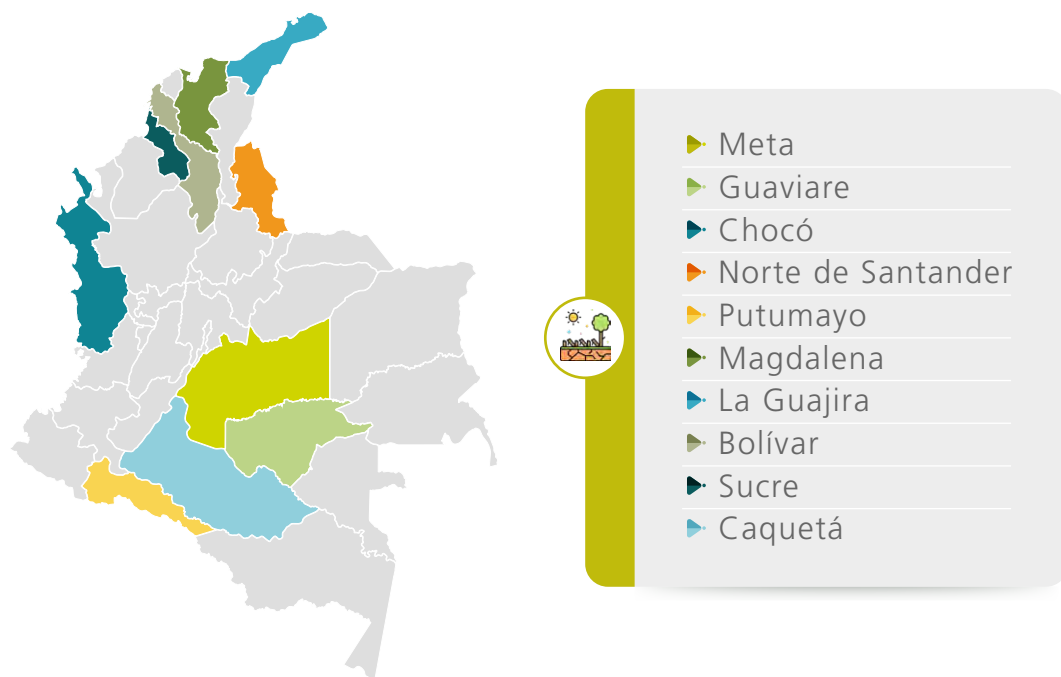 Meta
Guaviare
Chocó
Norte de Santander
Putumayo
Magdalena
La Guajira
Bolívar
Sucre
Caquetá